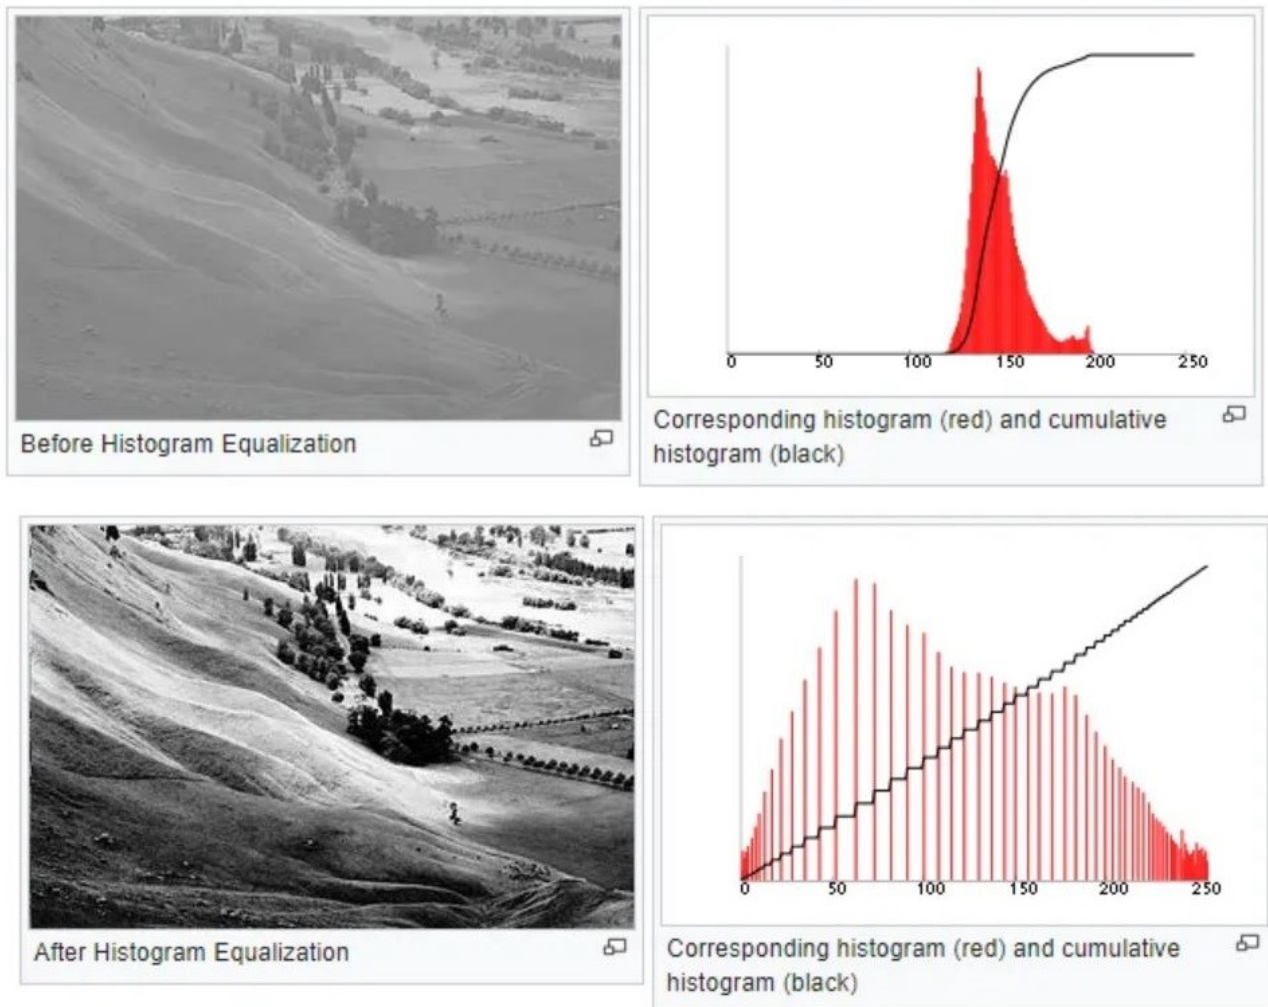 0 50 100 150 200 250
Before Histogram Equalization
Corresponding histogram (red) and cumulative
histogram (black)
0 50 100 150 200 250
After Histogram Equalization
Corresponding histogram (red) and cumulative
histogram (black)